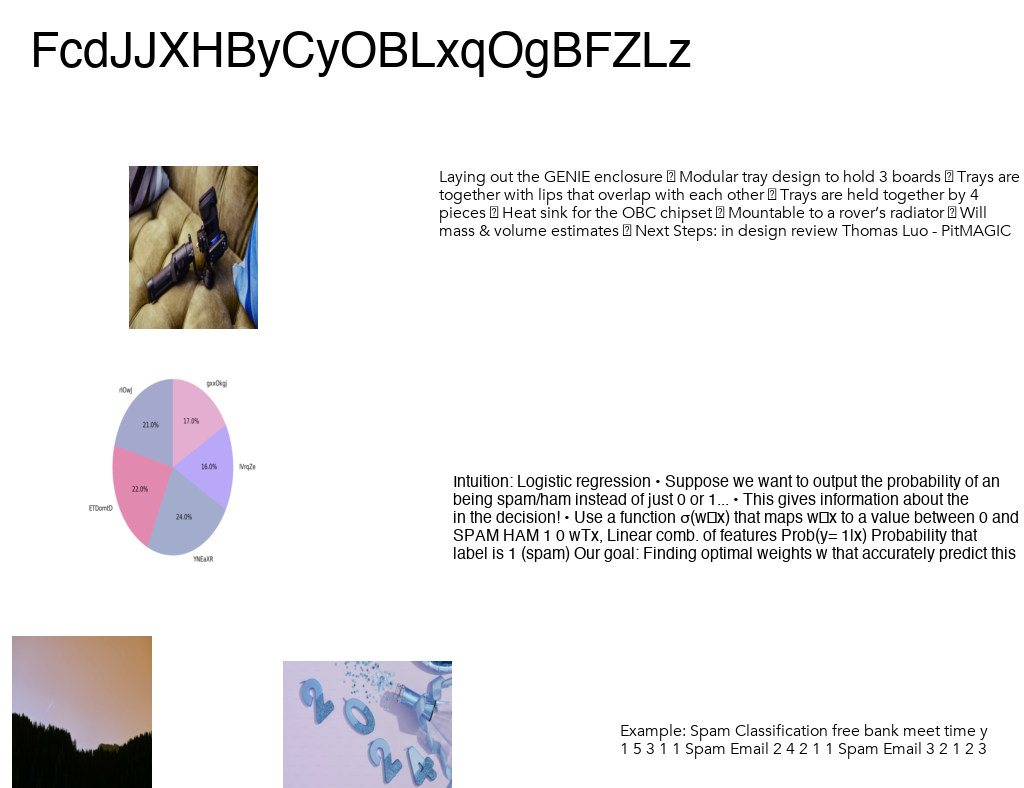 FcdJJXHByCyOBLxqOgBFZLz
Laying out the GENIE enclosure � Modular tray design to hold 3 boards � Trays are
together with lips that overlap with each other � Trays are held together by 4
pieces � Heat sink for the OBC chipset � Mountable to a rover’s radiator � Will
mass & volume estimates � Next Steps: in design review Thomas Luo - PitMAGIC
rIOwJ
gxxOkgj
21.0%
17.0%
16.0%
IVrqZe
22.0%
24.0%
ETDomtD
YNEaXR
Intuition: Logistic regression • Suppose we want to output the probability of an
being spam/ham instead of just 0 or 1... • This gives information about the
in the decision! • Use a function σ(w�x) that maps w�x to a value between 0 and
SPAM HAM 1 0 wTx, Linear comb. of features Prob(y= 1|x) Probability that
label is 1 (spam) Our goal: Finding optimal weights w that accurately predict this
2024
Example: Spam Classification free bank meet time y
1 5 3 1 1 Spam Email 2 4 2 1 1 Spam Email 3 2 1 2 3